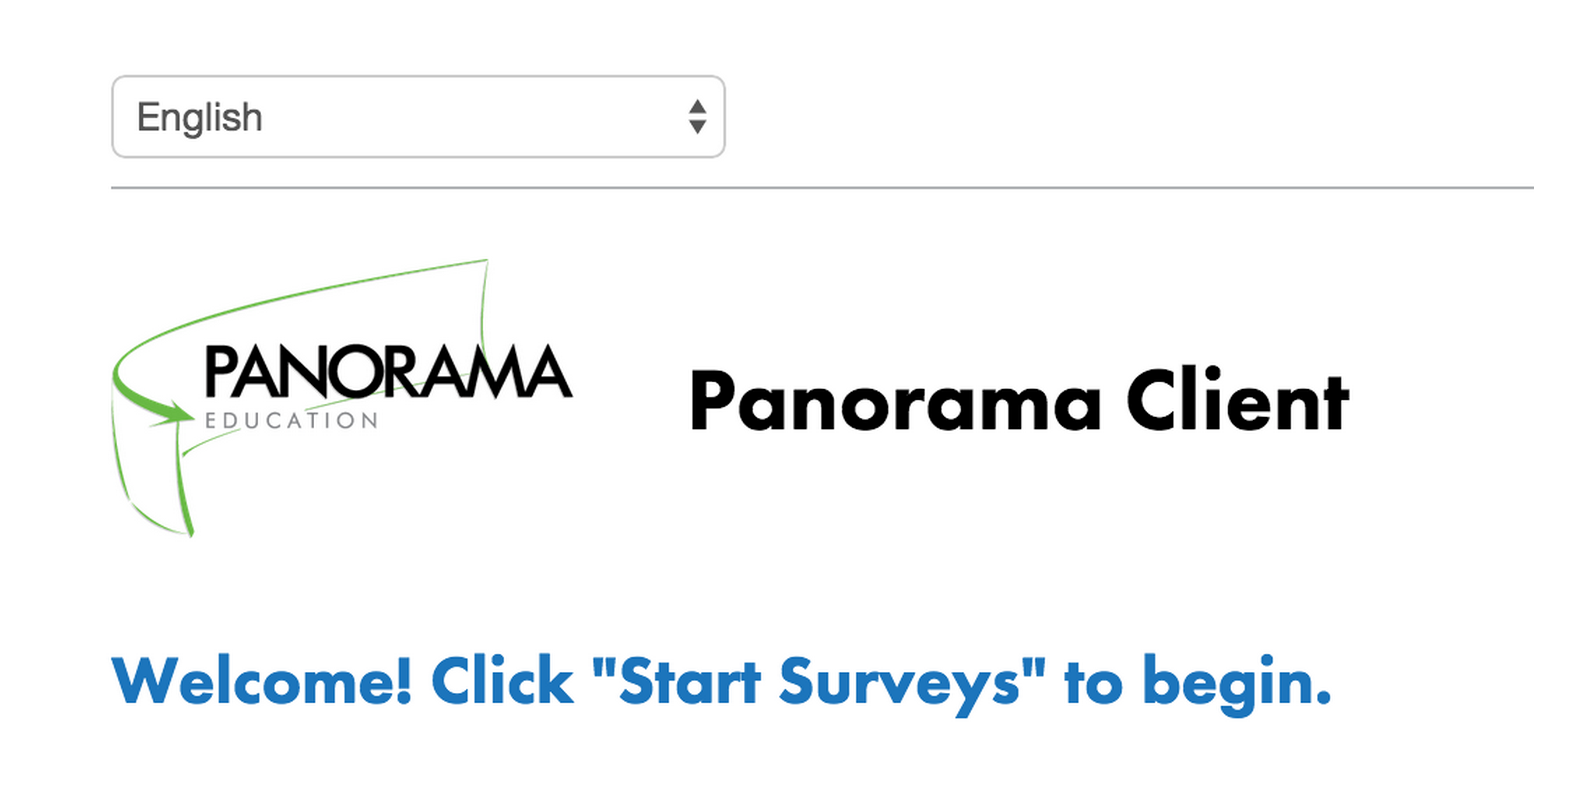 English
PANORAMA
EDUCATION
Panorama Client
Welcome! Click "Start Surveys" to begin.